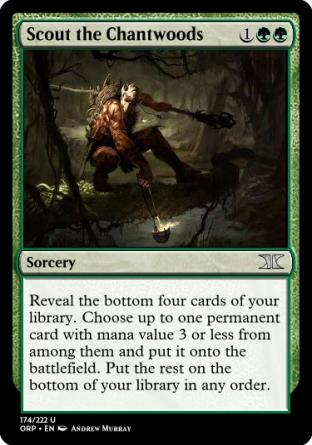 Scout the Chantwoods 1
Sorcery
Reveal the bottom four cards of your
library. Choose up to one permanent
card with mana value 3 or less from
among them and put it onto the
battlefield. Put the rest on the
bottom of your library in any order.
174/222 U
ORP • EN Andrew Murray